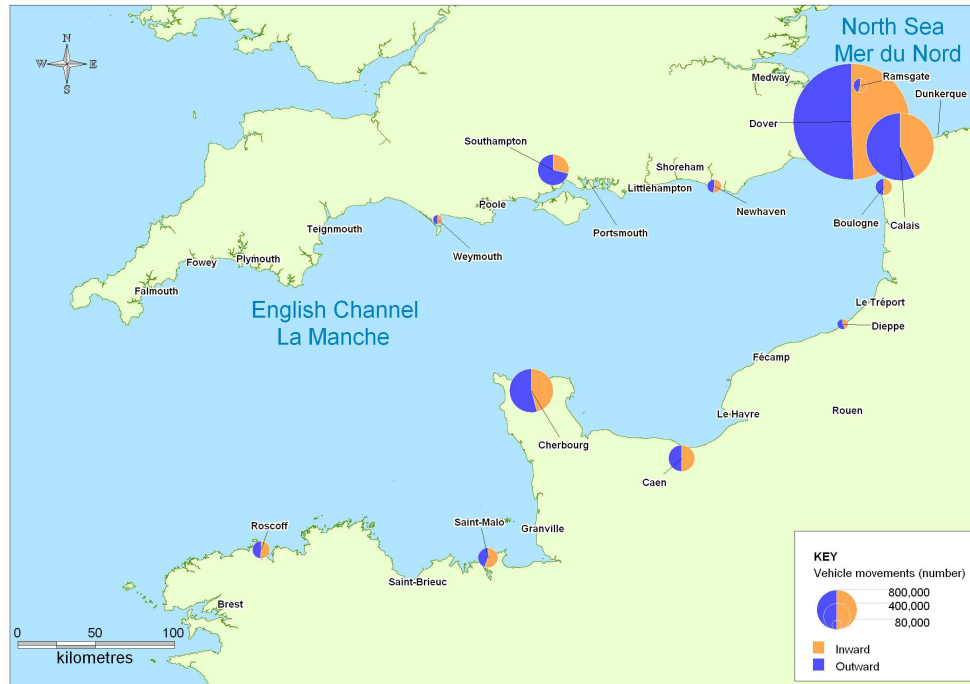 North Sea
Mer du Nord
N
W E
S
Medway
Ramsgate
Dunkerque
Dover
Southampton
Shoreham
Littlehampton
Poole
Newhaven
Boulogne
Calais
Portsmouth
Teignmouth
Weymouth
Fowey
Plymouth
Falmouth
English Channel
La Manche
Le Tréport
Dieppe
Fécamp
Le Havre
Rouen
Cherbourg
Caen
Roscoff
Saint-Malo
Granville
Saint-Brieuc
Brest
0 50 100
kilometres
KEY
Vehicle movements (number)
800,000
400,000
80,000
Inward
Outward